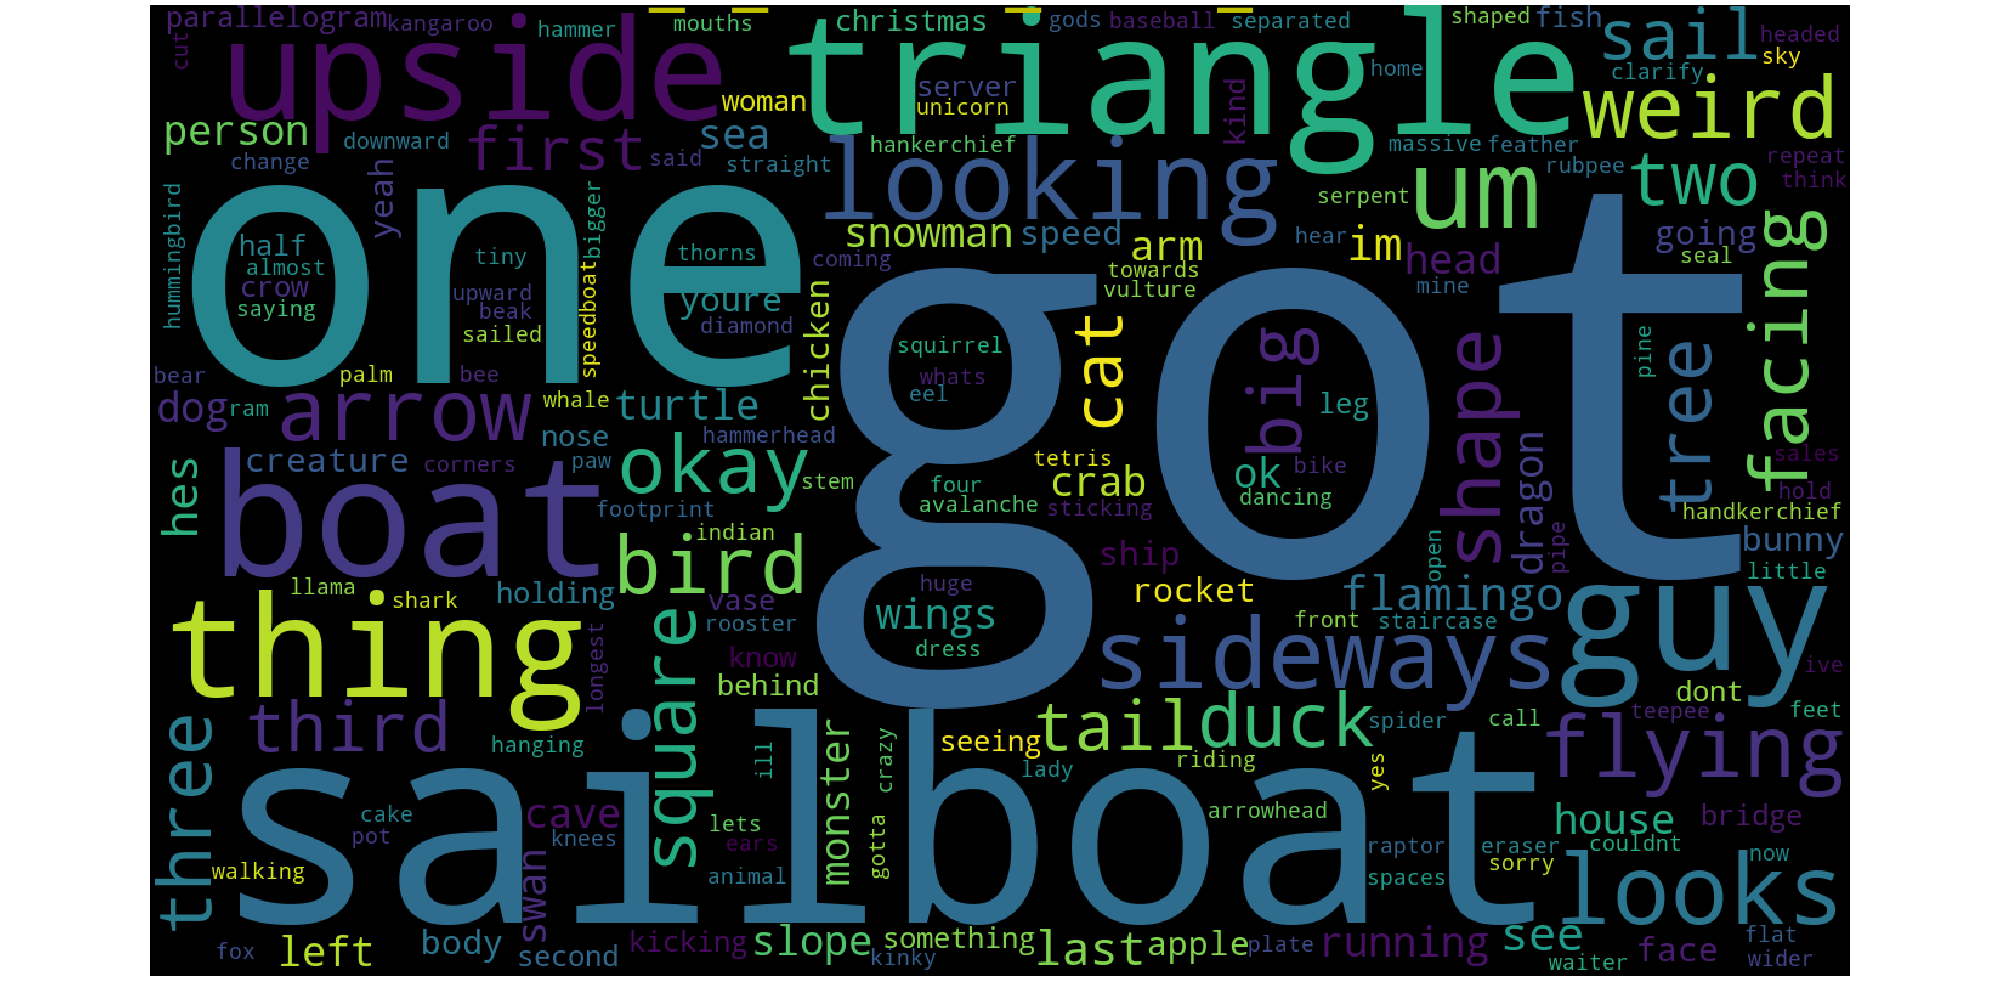 parallelogram
kangaroo
hammer
mouths
christmas
gods
baseball
separated
shaped
fish
sail
headed
sky
cut
upside
triangle
home
clarify
woman
server
unicorn
kind
weird
person
downward
first
said
sea
straight
hankerchief
looking
massive
feather
rubpee
repeat
think
change
yeah
um
two
serpent
hummingbird
one
got
half
almost
crow
saying
tiny
upward
beak
sailed
bigger
speedboat
thorns
youre
diamond
snowman
speed
coming
arm
towards
vulture
hear
im
head
mine
going
seal
facing
chicken
squirrel
whats
eel
cat
big
leg
shape
tree
pine
bear
palm
bee
whale
dog
ram
arrow
turtle
nose
hammerhead
creature
corners
paw
okay
stem
footprint
four
avalanche
tetris
crab
sticking
ok
bike
dancing
dragon
pipe
sales
hold
handkerchief
hes
boat
indian
bird
ship
open
bunny
little
llama
shark
holding
vase
rooster
huge
wings
dress
rocket
flamingo
front
staircase
guy
thing
longest
square
know
behind
sideways
ive
dont
third
hanging
ill
monster
crazy
seeing
tail
duck
lady
riding
spider
call
yes
teepee
feet
flying
three
sailboat
cake
pot
cave
knees
lets
ears
gotta
arrowhead
house
bridge
couldnt
walking
swan
animal
raptor
eraser
sorry
spaces
now
looks
fox
left
body
second
kicking
slope
something
kinky
last
apple
plate
running
see
waiter
face
flat
wider